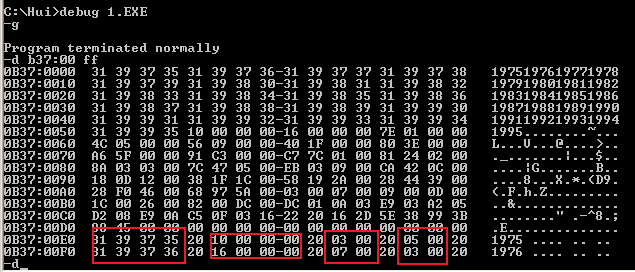 C:\Hui>debug 1.EXE
-g
Program terminated normally
-d b37:00 ff
0B37:0000 31 39 37 35 31 39 37 36-31 39 37 37 31 39 37 38 1975197619771978
0B37:0010 31 39 37 39 31 39 38 30-31 39 38 31 31 39 38 32 1979198019811982
0B37:0020 31 39 38 33 31 39 38 34-31 39 38 35 31 39 38 36 1983198419851986
0B37:0030 31 39 38 37 31 39 38 38-31 39 38 39 31 39 39 30 1987198819891990
0B37:0040 31 39 39 31 31 39 39 32-31 39 39 33 31 39 39 34 1991199219931994
0B37:0050 31 39 39 35 10 00 00 00-16 00 00 00 7E 01 00 00 1995........~...
0B37:0060 4C 05 00 00 56 09 00 00-40 1F 00 00 80 3E 00 00 L...V...@....>..
0B37:0070 A6 5F 00 00 91 C3 00 00-C7 7C 01 00 81 24 02 00 ._.......|...$..
0B37:0080 8A 03 03 00 7C 47 05 00-EB 03 09 00 CA 42 0C 00 ....|G.......B..
0B37:0090 18 0D 12 00 38 1F 1C 00-58 19 2A 00 28 44 39 00 ....8...X.*.(D9.
0B37:00A0 28 F0 46 00 68 97 5A 00-03 00 07 00 09 00 0D 00 (.F.h.Z.........
0B37:00B0 1C 00 26 00 82 00 DC 00-DC 01 0A 03 E9 03 A2 05 ..&.............
0B37:00C0 D2 08 E9 0A C5 0F 03 16-22 20 16 2D 5E 38 99 3B ........" .-^8.;
0B37:00D0
0B37:00E0 31 39 37 35 20 10 00 00-00 20 03 00 20 05 00 20 1975 .... .. ..
0B37:00F0 31 39 37 36 20 16 00 00-00 20 07 00 20 03 00 20 1976 .... .. ..
-d